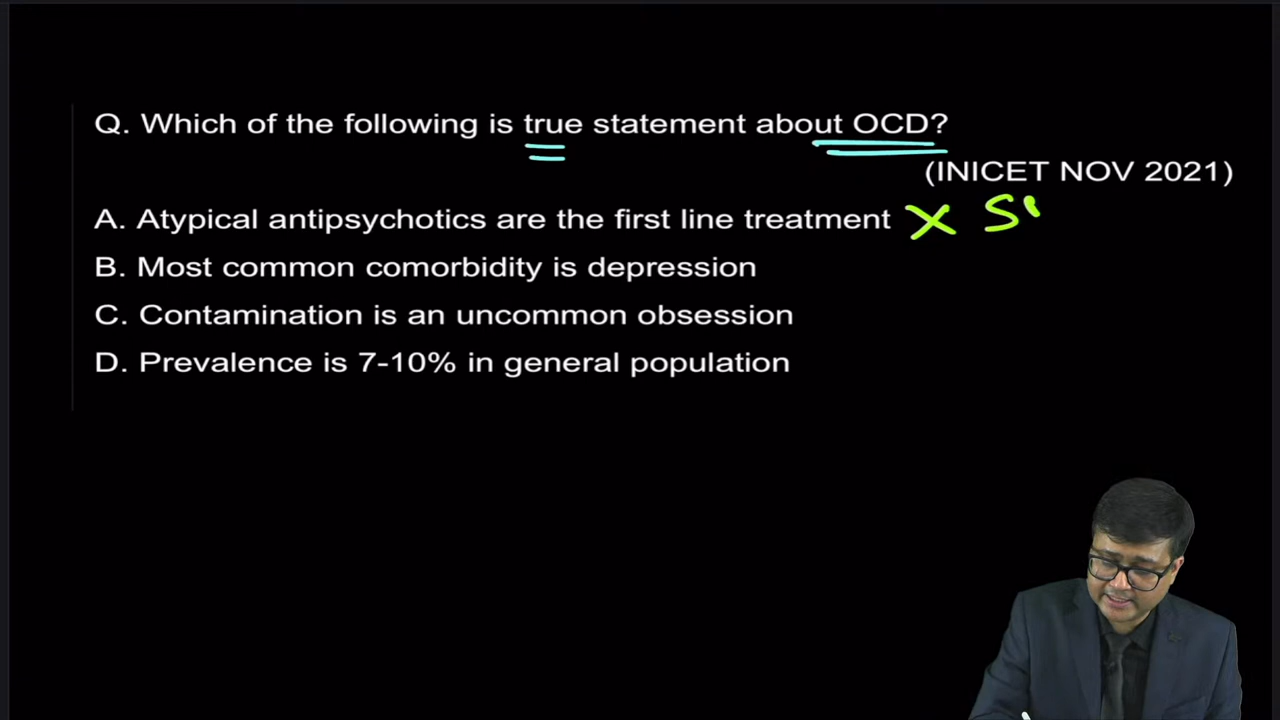 Q. Which of the following is true statement about OCD?
(INICET NOV 2021)
A. Atypical antipsychotics are the first line treatment X S
B. Most common comorbidity is depression
C. Contamination is an uncommon obsession
D. Prevalence is 7-10% in general population